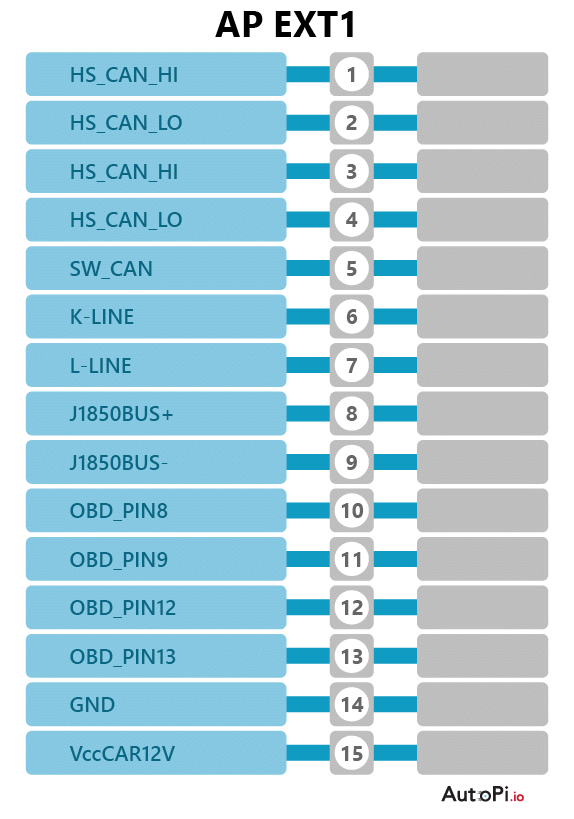 AP EXT1
HS_CAN_HI 1
HS_CAN_LO 2
HS_CAN_HI 3
HS_CAN_LO 4
SW_CAN 5
K-LINE 6
L-LINE 7
J1850BUS+ 8
J1850BUS- 9
OBD_PIN8 10
OBD_PIN9 11
OBD_PIN12 12
OBD_PIN13 13
GND 14
VccCAR12V 15
AutoPi.io